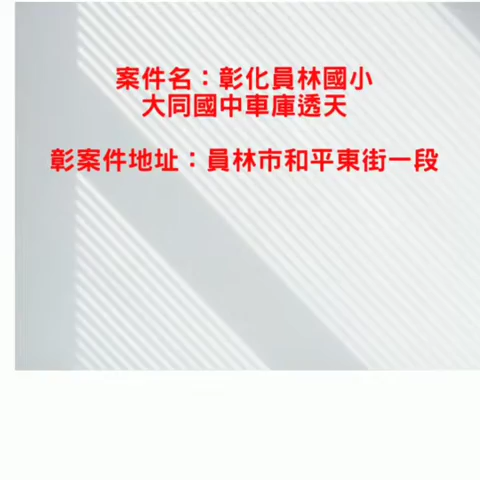 案件名：彰化員林國小
大同國中車庫透天
彰案件地址：員林市和平東街一段